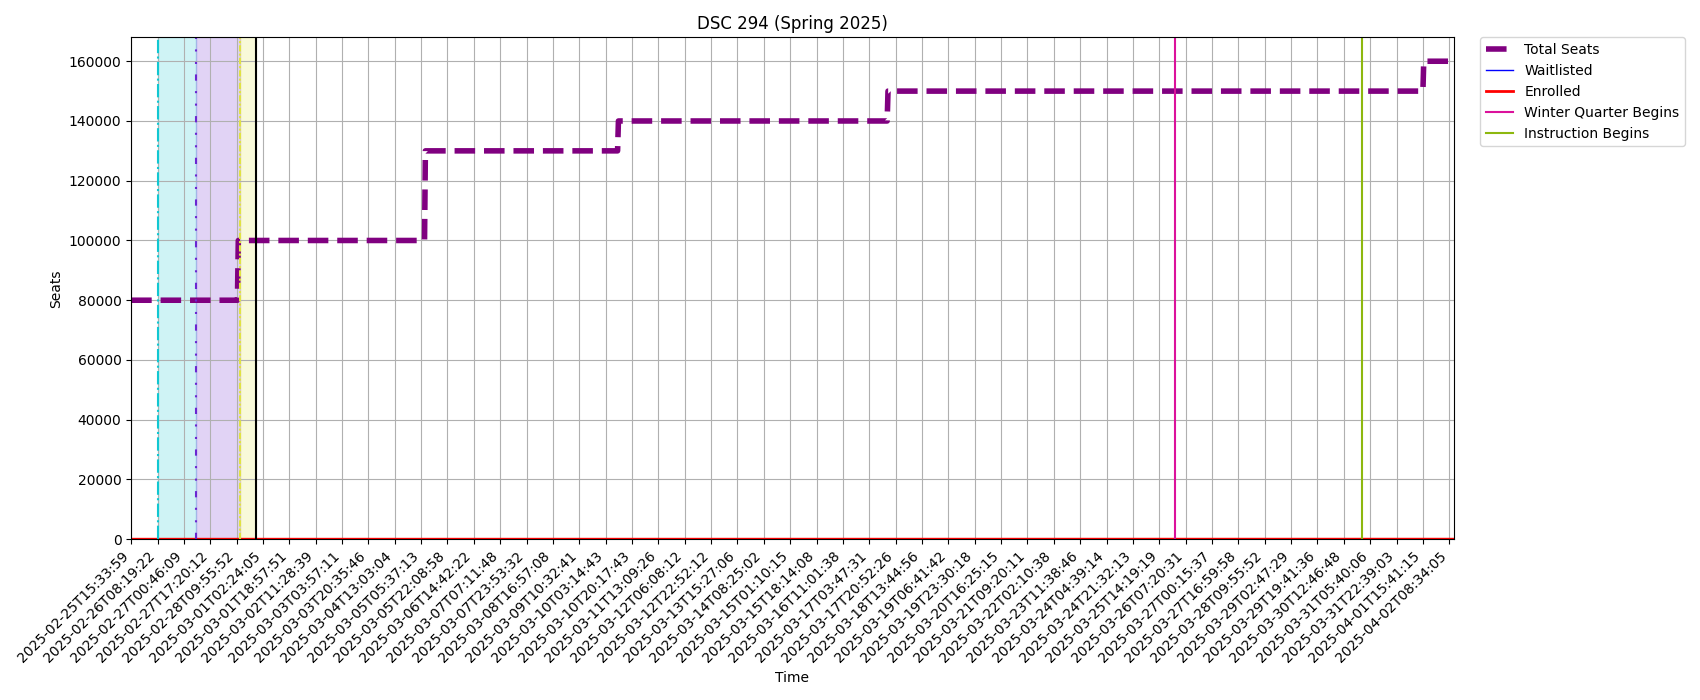 DSC 294 (Spring 2025)
Total Seats
Waitlisted
Enrolled
Winter Quarter Begins
Instruction Begins
160000
140000
120000
100000
80000
60000
40000
20000
0
Seats
2025-02-25T15:33:59
2025-02-26T08:19:22
2025-02-27T00:46:09
2025-02-27T17:20:12
2025-02-28T09:55:52
2025-03-01T02:24:05
2025-03-01T18:57:51
2025-03-02T11:28:39
2025-03-03T03:57:11
2025-03-03T20:35:46
2025-03-04T13:03:04
2025-03-05T05:37:13
2025-03-05T22:08:58
2025-03-06T14:42:22
2025-03-07T07:11:48
2025-03-07T23:53:32
2025-03-08T16:57:08
2025-03-09T10:32:41
2025-03-10T03:14:43
2025-03-10T20:17:43
2025-03-11T13:09:26
2025-03-12T06:08:12
2025-03-12T22:52:12
2025-03-13T15:27:06
2025-03-14T08:25:02
2025-03-15T01:10:15
2025-03-15T18:14:08
2025-03-16T11:01:38
2025-03-17T03:47:31
2025-03-17T20:52:26
2025-03-18T13:44:56
2025-03-19T06:41:42
2025-03-19T23:30:18
2025-03-20T16:25:15
2025-03-21T09:20:11
2025-03-22T02:10:38
2025-03-23T11:38:46
2025-03-24T04:39:14
2025-03-24T21:32:13
2025-03-25T14:19:19
2025-03-26T07:20:31
2025-03-27T00:15:37
2025-03-27T16:59:58
2025-03-28T09:55:52
2025-03-29T02:47:29
2025-03-29T19:41:36
2025-03-30T12:46:48
2025-03-31T05:40:06
2025-03-31T22:39:03
2025-04-01T15:41:15
2025-04-02T08:34:05
Time